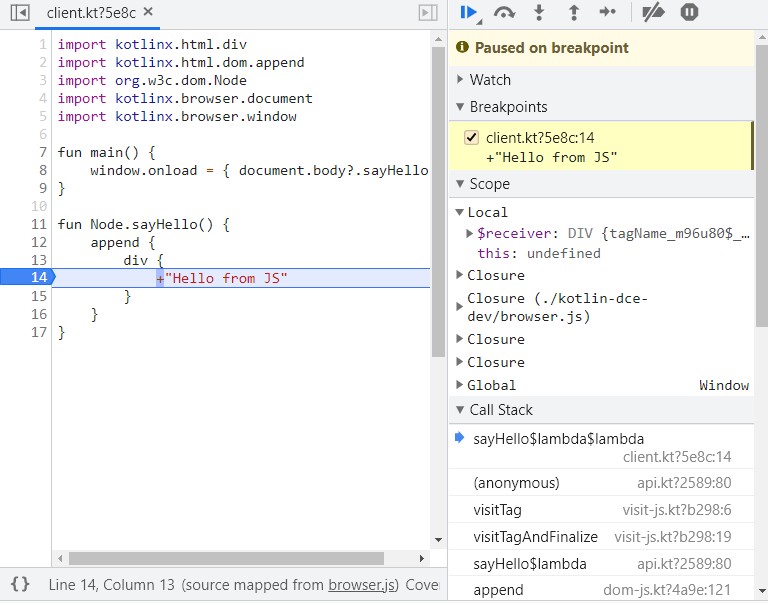 client.kt?5e8c ×
1 import kotlinx.html.div
2 import kotlinx.html.dom.append
3 import org.w3c.dom.Node
4 import kotlinx.browser.document
5 import kotlinx.browser.window
6
7 fun main() {
8 window.onload = { document.body?.sayHello
9 }
10
11 fun Node.sayHello() {
12 append {
13 div {
14 +"Hello from JS"
15 }
16 }
17 }
{} Line 14, Column 13 (source mapped from browser.js) Cove
Paused on breakpoint
Watch
Breakpoints
client.kt?5e8c:14
+"Hello from JS"
Scope
Local
$receiver: DIV {tagName_m96u80$_…
this: undefined
Closure
Closure (./kotlin-dce-
dev/browser.js)
Closure
Closure
Global Window
Call Stack
sayHello$lambda$lambda
client.kt?5e8c:14
(anonymous) api.kt?2589:80
visitTag visit-js.kt?b298:6
visitTagAndFinalize visit-js.kt?b298:19
sayHello$lambda api.kt?2589:80
append dom-js.kt?4a9e:121